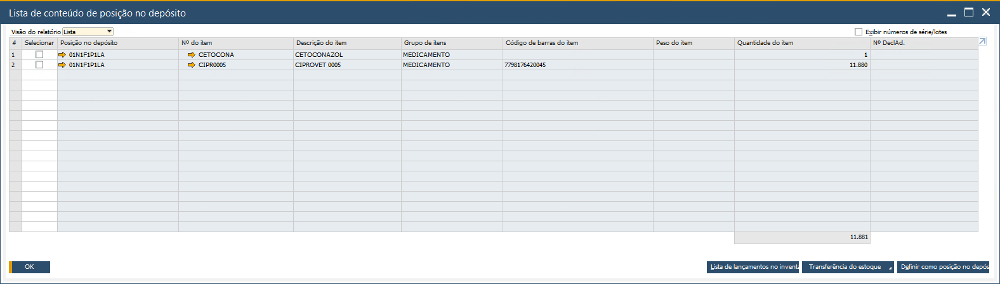 Lista de conteúdo de posição no depósito
Visão do relatório Lista
Exibir números de série/lotes
# Selecionar Posição no depósito Nº do item Descrição do item Grupo de itens Código de barras do item Peso do item Quantidade do item Nº DeclAd.
1 01N1F1P1LA CETOCONA CETOCONAZOL MEDICAMENTO 1
2 01N1F1P1LA CIPR0005 CIPROVET 0005 MEDICAMENTO 7798176420045 11.880
11.881
OK Lista de lançamentos no inventa Transferência do estoque Definir como posição no depós